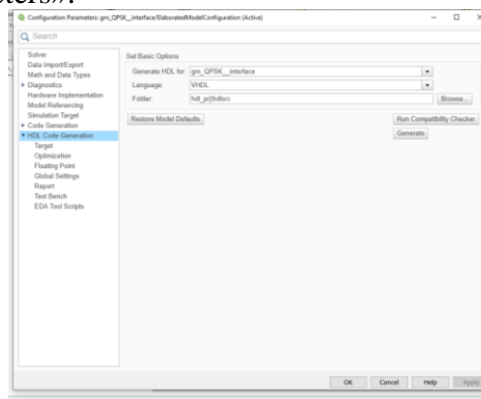 ters».
Configuration Parameters: gm_QPSK__interface/ElaboratedModelConfiguration (Active)
Search
Solver
Data Import/Export
Math and Data Types
Diagnostics
Hardware Implementation
Model Referencing
Simulation Target
Code Generation
HDL Code Generation
Target
Optimization
Floating Point
Global Settings
Report
Test Bench
EDA Tool Scripts
Set Basic Options
Generate HDL for: gm_QPSK__interface
Language: VHDL
Folder: hdl_prj\hdlsrc Browse...
Restore Model Defaults Run Compatibility Checker
Generate
OK Cancel Help Apply